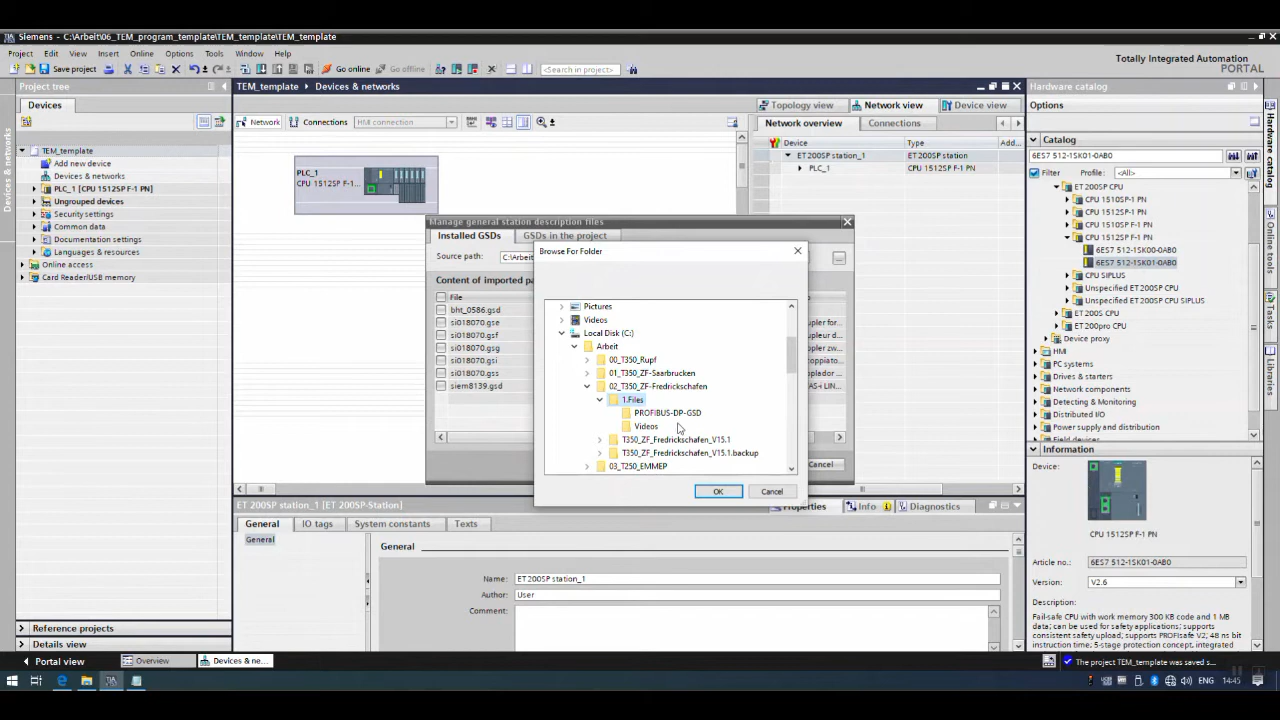 Siemens - C:\Arbeit\06_TEM_program_template\TEM_template\TEM_template
Project Edit View Insert Online Options Tools Window Help
Totally Integrated Automation
PORTAL
Save project
Go online
Go offline
<Search in project>
Project tree
TEM_template
Devices & networks
Hardware catalog
Devices
Topology view
Network view
Device view
Options
Network
Connections
HMI connection
Network overview
Connections
Catalog
TEM_template
Add new device
Devices & networks
PLC_1 [CPU 1512SP F-1 PN]
Ungrouped devices
Security settings
Common data
Documentation settings
Languages & resources
Online access
Card Reader/USB memory
PLC_1
CPU 1512SP F-1...
Device Type Add...
ET 200SP station_1 ET 200SP station
PLC_1 CPU 1512SP F-1 PN
6ES7 512-1SK01-0AB0
Filter Profile: <All>
ET 200SP CPU
CPU 1510SP F-1 PN
CPU 1512SP-1 PN
CPU 1510SP F-1 PN
CPU 1512SP F-1 PN
6ES7 512-1SK00-0AB0
6ES7 512-1SK01-0AB0
CPU SIPLUS
Unspecified ET 200SP CPU
Unspecified ET 200SP CPU SIPLUS
ET 200S CPU
ET 200pro CPU
Device proxy
HMI
PC systems
Drives & starters
Network components
Detecting & Monitoring
Distributed I/O
Power supply and distribution
Field devices
Manage general station description files
Installed GSDs
GSDs in the project
Source path: C:\Arbeit
Content of imported pa
File
bht_0586.gsd
si018070.gse
si018070.gsf
si018070.gsg
si018070.gsi
si018070.gss
siem8139.gsd
Cancel
Browse For Folder
Pictures
Videos
Local Disk (C:)
Arbeit
00_T350_Rupf
01_T350_ZF-Saarbrucken
02_T350_ZF-Fredrickschafen
1.Files
PROFIBUS-DP-GSD
Videos
T350_ZF_Fredrickschafen_V15.1
T350_ZF_Fredrickschafen_V15.1.backup
03_T250_EMMEP
OK
Cancel
Information
Device:
CPU 1512SP F-1 PN
Article no.: 6ES7 512-1SK01-0AB0
Version: V2.6
Description:
Fail-safe CPU with work memory 300 KB code and 1 MB
data; can be used for safety applications; supports
consistent safety upload, supports PROFIsafe V2; 48 ns bit
instruction time, 5-stage protection concept, integrated
ET 200SP station_1 [ET 200SP-Station]
Properties
Info
Diagnostics
General
IO tags
System constants
Texts
General
General
Name: ET 200SP station_1
Author: User
Comment:
Reference projects
Details view
Portal view
Overview
Devices & ne...
The project TEM_template was saved s...
ENG
14:45
Devices & networks
Hardware catalog
Online tools
Tasks
Libraries